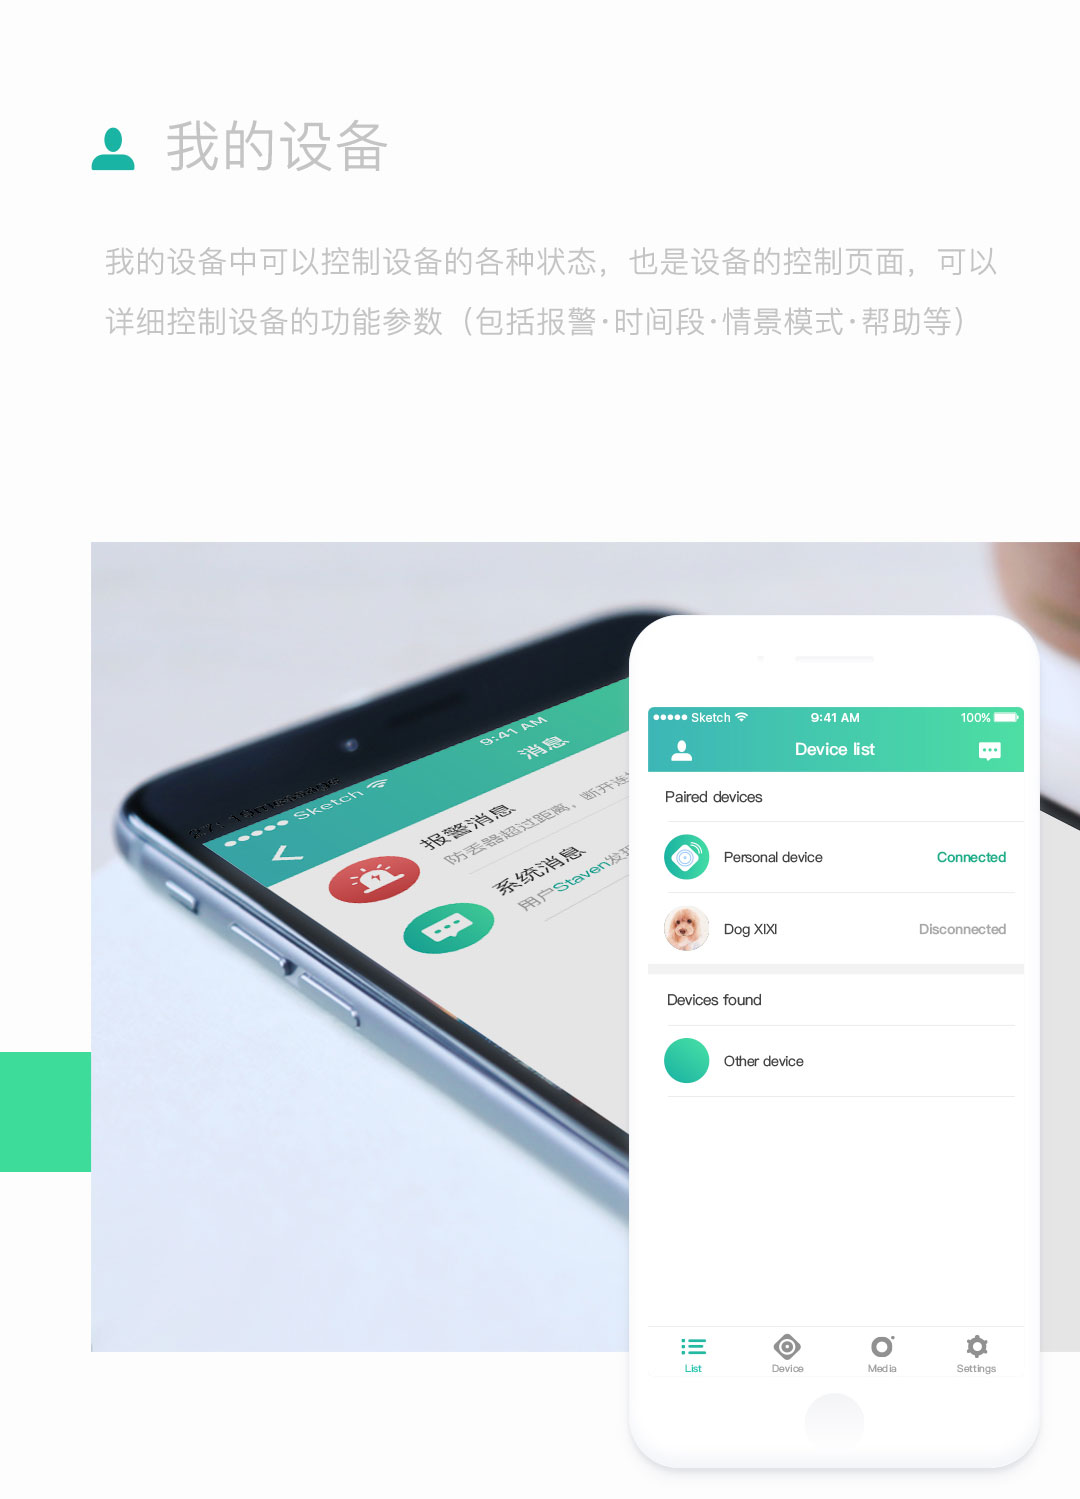 我的设备
我的设备中可以控制设备的各种状态，也是设备的控制页面，可以
详细控制设备的功能参数（包括报警·时间段·情景模式·帮助等）
9:41 AM
Sketch
消息
报警消息
防丢器超过距离，断开连
系统消息
用户Staven发现
Sketch
9:41 AM
100%
Device list
Paired devices
Personal device
Connected
Dog XIXI
Disconnected
Devices found
Other device
List
Device
Media
Settings